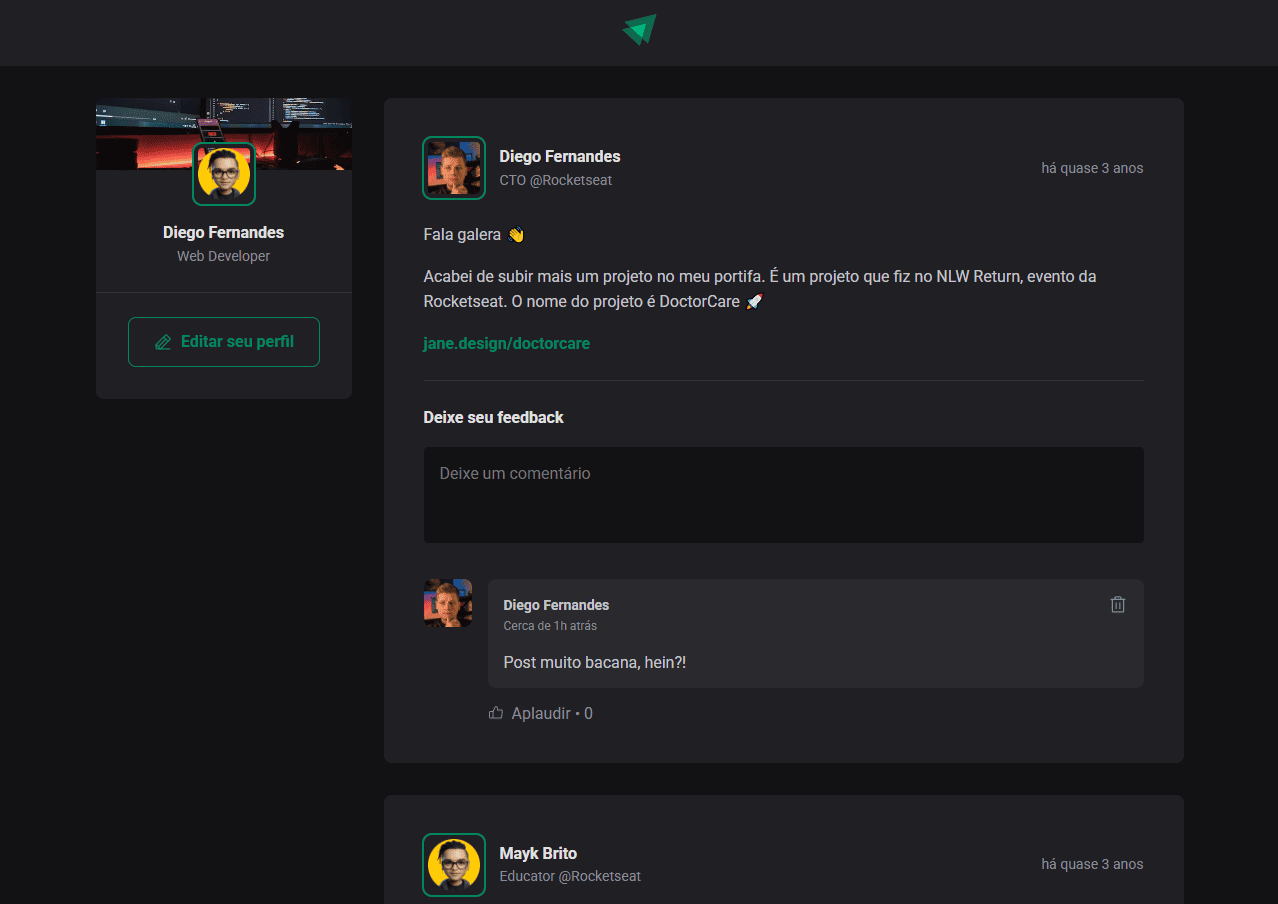 Diego Fernandes
Web Developer
Editar seu perfil
Diego Fernandes
CTO @Rocketseat
há quase 3 anos
Fala galera 👋
Acabei de subir mais um projeto no meu portifa. É um projeto que fiz no NLW Return, evento da
Rocketseat. O nome do projeto é DoctorCare 🚀
jane.design/doctorcare
Deixe seu feedback
Deixe um comentário
Diego Fernandes
Cerca de 1h atrás
Post muito bacana, hein?!
Aplaudir • 0
Mayk Brito
Educator @Rocketseat
há quase 3 anos